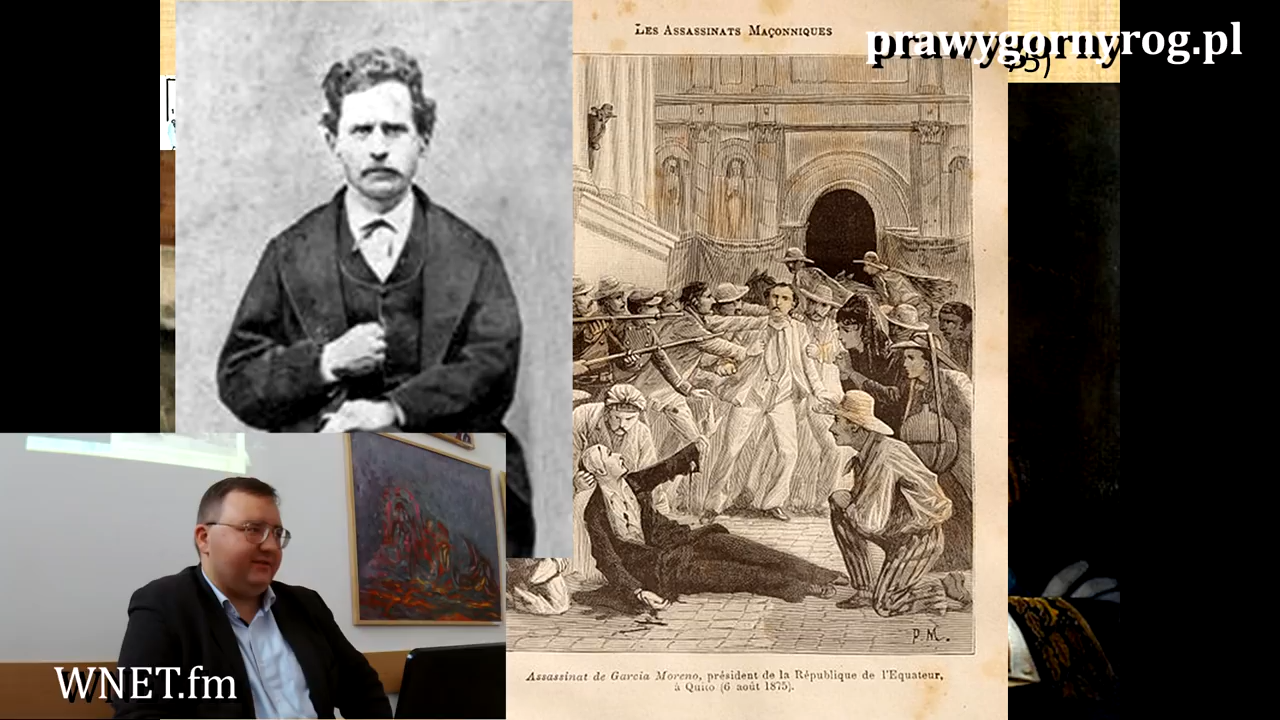 LES ASSASSINATS MAÇONNIQUES
prawygornyrog.pl
75)
Assassinat de Garcia Moreno, président de la République de l'Equateur,
à Quito (6 août 1875).
P. M.
WNET.fm